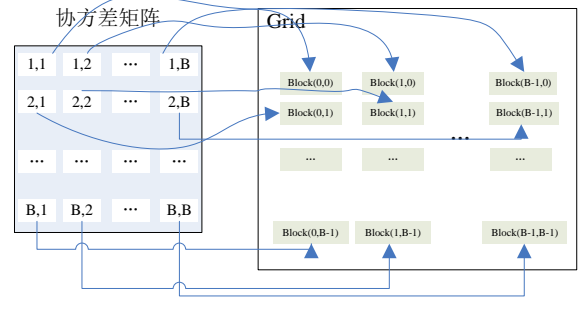 协方差矩阵
1,1 1,2 ... 1,B
2,1 2,2 ... 2,B
... ... ... ...
B,1 B,2 ... B,B
Grid
Block(0,0) Block(1,0) Block(B-1,0)
Block(0,1) Block(1,1) Block(B-1,1)
...
... ... ...
Block(0,B-1) Block(1,B-1) Block(B-1,B-1)